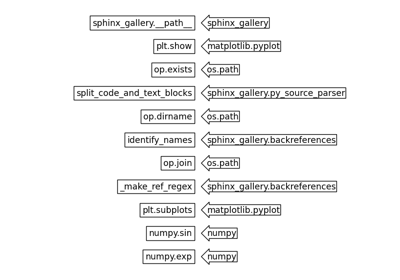 sphinx_gallery.__path__ sphinx_gallery
plt.show matplotlib.pyplot
op.exists os.path
split_code_and_text_blocks sphinx_gallery.py_source_parser
op.dirname os.path
identify_names sphinx_gallery.backreferences
op.join os.path
_make_ref_regex sphinx_gallery.backreferences
plt.subplots matplotlib.pyplot
numpy.sin numpy
numpy.exp numpy